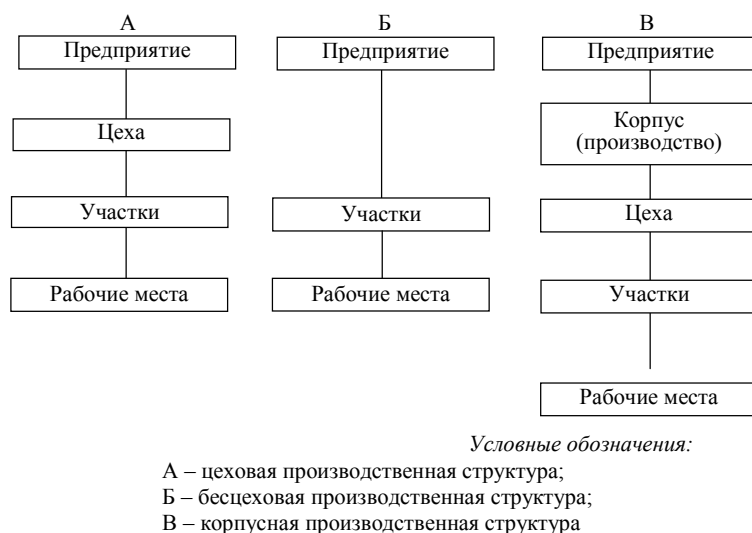 А
Предприятие
Цеха
Участки
Рабочие места
Б
Предприятие
Участки
Рабочие места
В
Предприятие
Корпус
(производство)
Цеха
Участки
Рабочие места
Условные обозначения:
А – цеховая производственная структура;
Б – бесцеховая производственная структура;
В – корпусная производственная структура